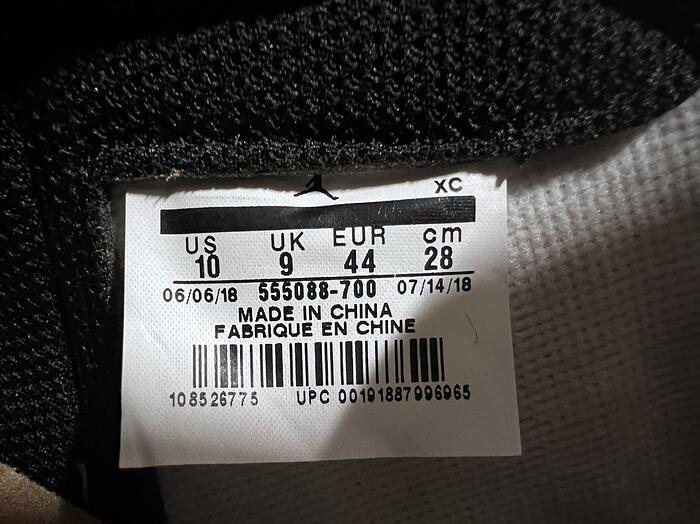 XC
US UK EUR cm
10 9 44 28
06/06/18 555088-700 07/14/18
MADE IN CHINA
FABRIQUE EN CHINE
108526775 UPC 00191887996965